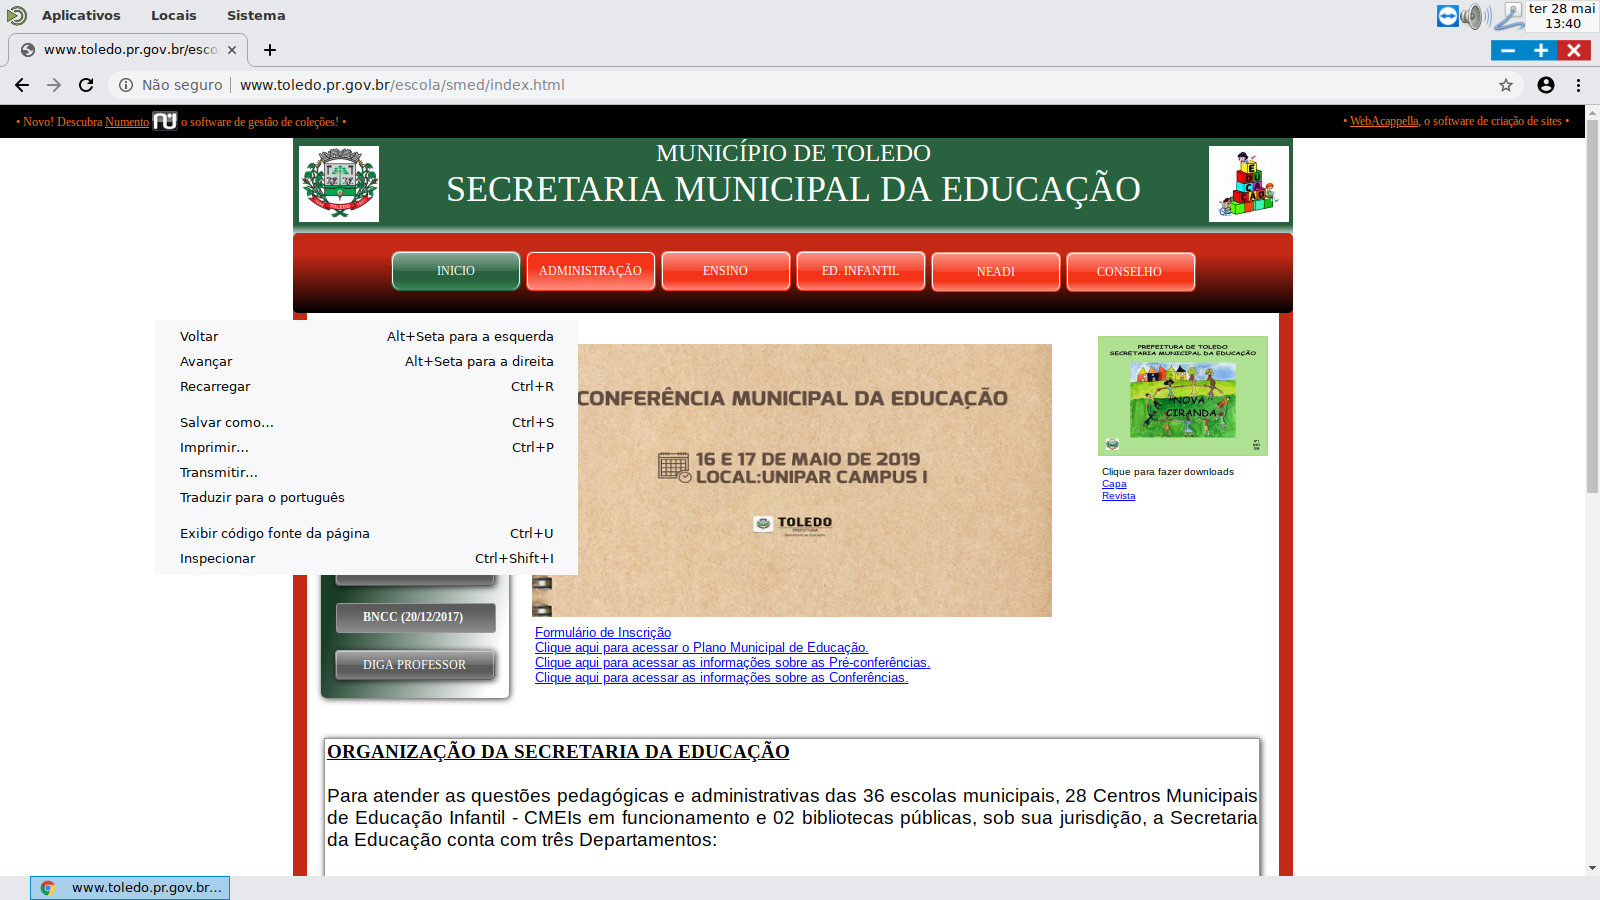 Aplicativos Locais Sistema
ter 28 mai
13:40
www.toledo.pr.gov.br/esco
Não seguro www.toledo.pr.gov.br/escola/smed/index.html
• Novo! Descubra Numento nu o software de gestão de coleções! •
• WebAcappella, o software de criação de sites •
MUNICÍPIO DE TOLEDO
SECRETARIA MUNICIPAL DA EDUCAÇÃO
TOLEDO
EDUCAÇÃO
INICIO ADMINISTRAÇÃO ENSINO ED. INFANTIL NEADI CONSELHO
Voltar Alt+Seta para a esquerda
Avançar Alt+Seta para a direita
Recarregar Ctrl+R
Salvar como... Ctrl+S
Imprimir... Ctrl+P
Transmitir...
Traduzir para o português
Exibir código fonte da página Ctrl+U
Inspecionar Ctrl+Shift+I
CONFERÊNCIA MUNICIPAL DA EDUCAÇÃO
16 E 17 DE MAIO DE 2019
LOCAL:UNIPAR CAMPUS I
TOLEDO
PREFEITURA DE TOLEDO
SECRETARIA MUNICIPAL DA EDUCAÇÃO
NOVA
CIRANDA
Clique para fazer downloads
Capa
Revista
BNCC (20/12/2017)
DIGA PROFESSOR
Formulário de Inscrição
Clique aqui para acessar o Plano Municipal de Educação.
Clique aqui para acessar as informações sobre as Pré-conferências.
Clique aqui para acessar as informações sobre as Conferências.
ORGANIZAÇÃO DA SECRETARIA DA EDUCAÇÃO
Para atender as questões pedagógicas e administrativas das 36 escolas municipais, 28 Centros Municipais
de Educação Infantil - CMEIs em funcionamento e 02 bibliotecas públicas, sob sua jurisdição, a Secretaria
da Educação conta com três Departamentos:
www.toledo.pr.gov.br...